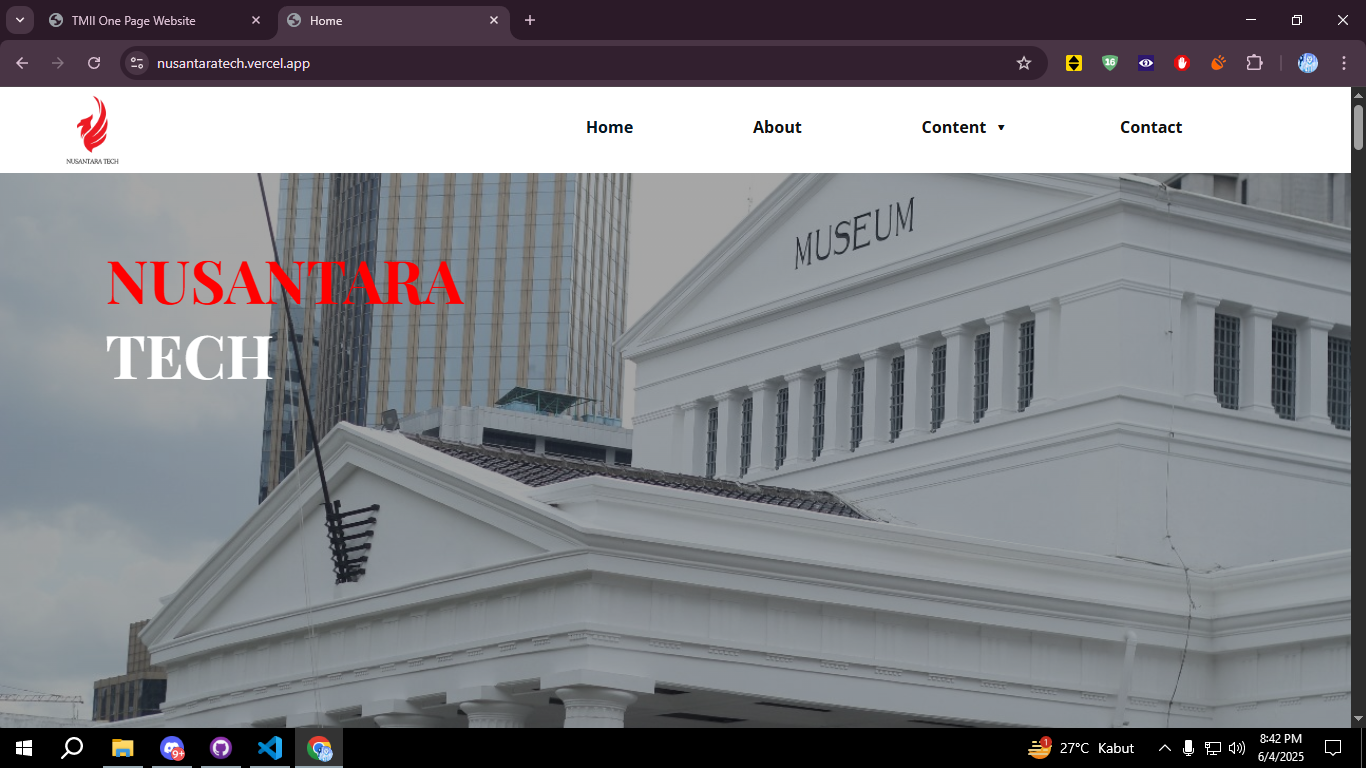 TMII One Page Website
Home
nusantaratech.vercel.app
16
NUSANTARA TECH
Home
About
Content
Contact
MUSEUM
NUSANTARA
TECH
9+
1
27°C Kabut
8:42 PM
6/4/2025